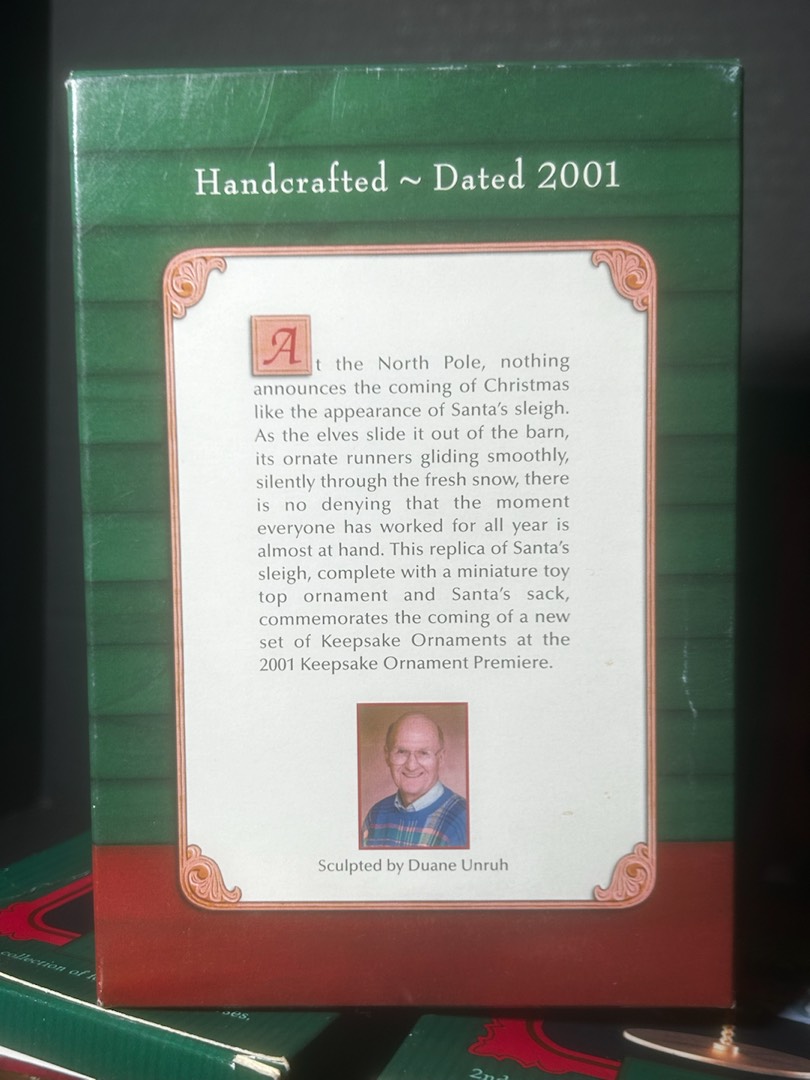 Handcrafted ~ Dated 2001
At the North Pole, nothing
announces the coming of Christmas
like the appearance of Santa's sleigh.
As the elves slide it out of the barn,
its ornate runners gliding smoothly,
silently through the fresh snow, there
is no denying that the moment
everyone has worked for all year is
almost at hand. This replica of Santa's
sleigh, complete with a miniature toy
top ornament and Santa's sack,
commemorates the coming of a new
set of Keepsake Ornaments at the
2001 Keepsake Ornament Premiere.
Sculpted by Duane Unruh
collection of
2nd